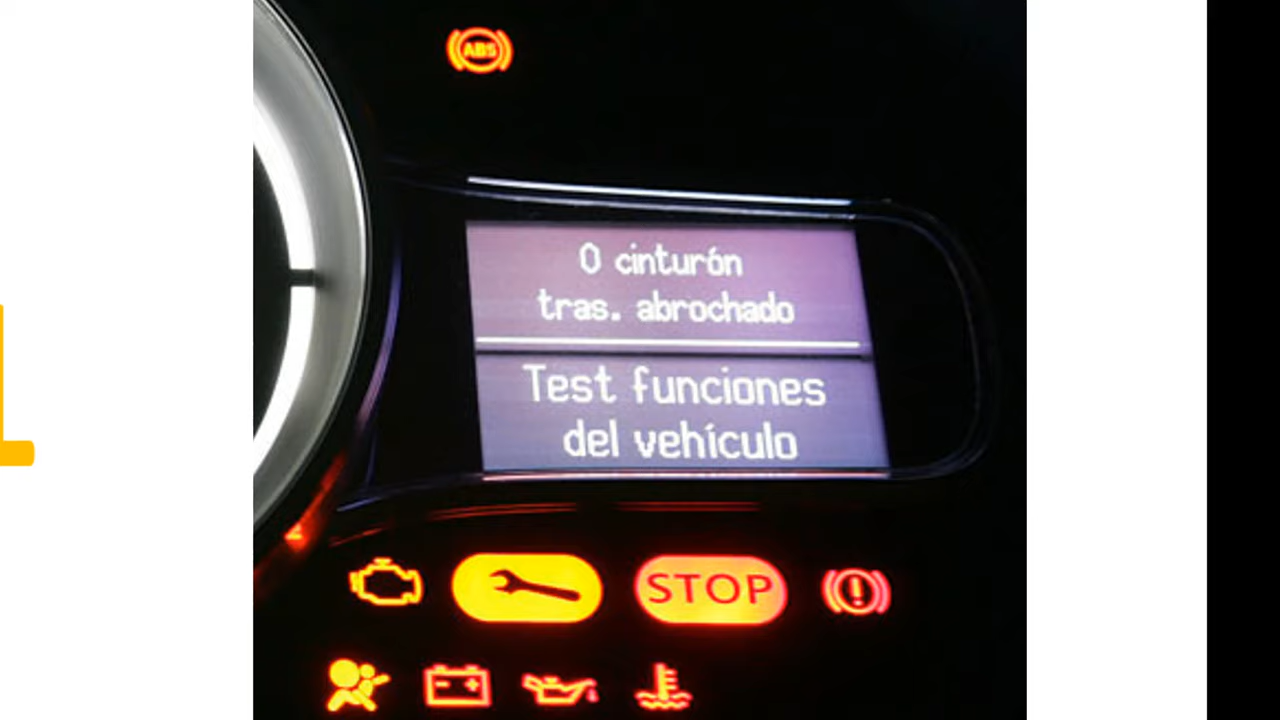 ABS
0 cinturón
tras. abrochado
Test funciones
del vehículo
STOP